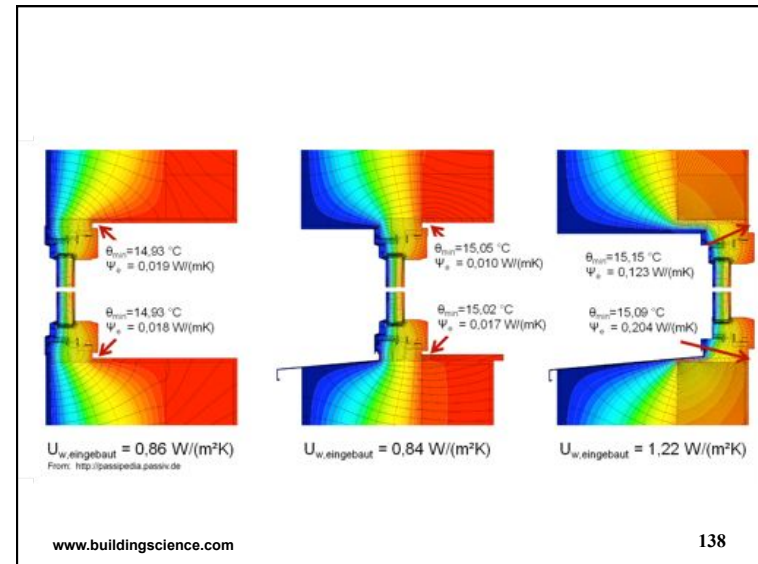 θmin=14,93 °C
Ψe = 0,019 W/(mK)
θmin=14,93 °C
Ψe = 0,018 W/(mK)
Uw,eingebaut = 0,86 W/(m²K)
From: http://passipedia.passiv.de
θmin=15,05 °C
Ψe = 0,010 W/(mK)
θmin=15,02 °C
Ψe = 0,017 W/(mK)
Uw,eingebaut = 0,84 W/(m²K)
θmin=15,15 °C
Ψe = 0,123 W/(mK)
θmin=15,09 °C
Ψe = 0,204 W/(mK)
Uw,eingebaut = 1,22 W/(m²K)
www.buildingscience.com
138